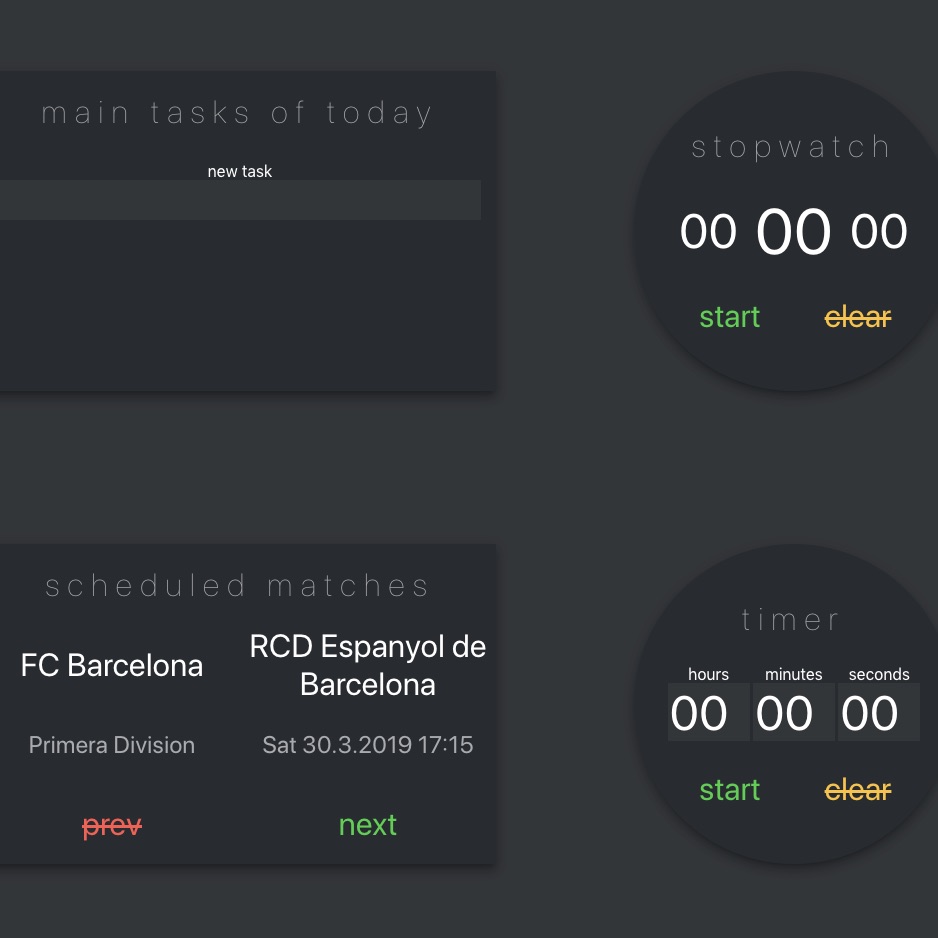 main tasks of today
new task
stopwatch
00 00 00
start clear
scheduled matches
FC Barcelona
RCD Espanyol de
Barcelona
Primera Division
Sat 30.3.2019 17:15
prev
next
timer
hours minutes seconds
00 00 00
start clear